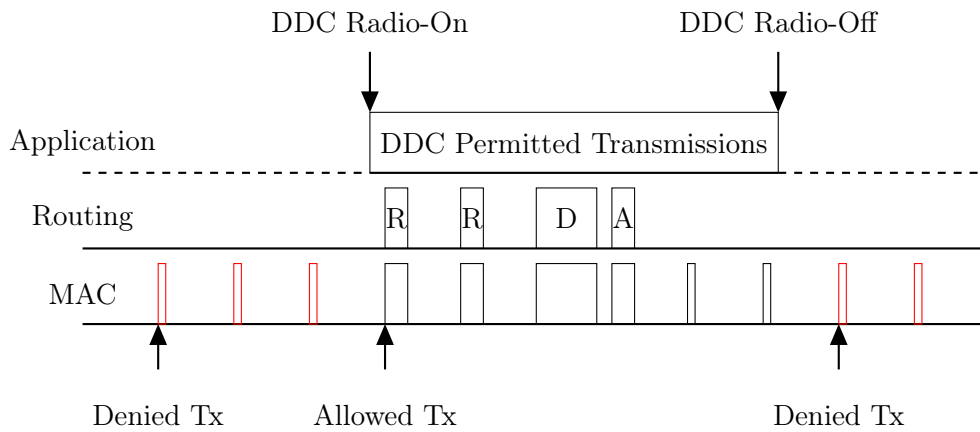 DDC Radio-On
DDC Radio-Off
Application
DDC Permitted Transmissions
Routing
R
R
D
A
MAC
Denied Tx
Allowed Tx
Denied Tx